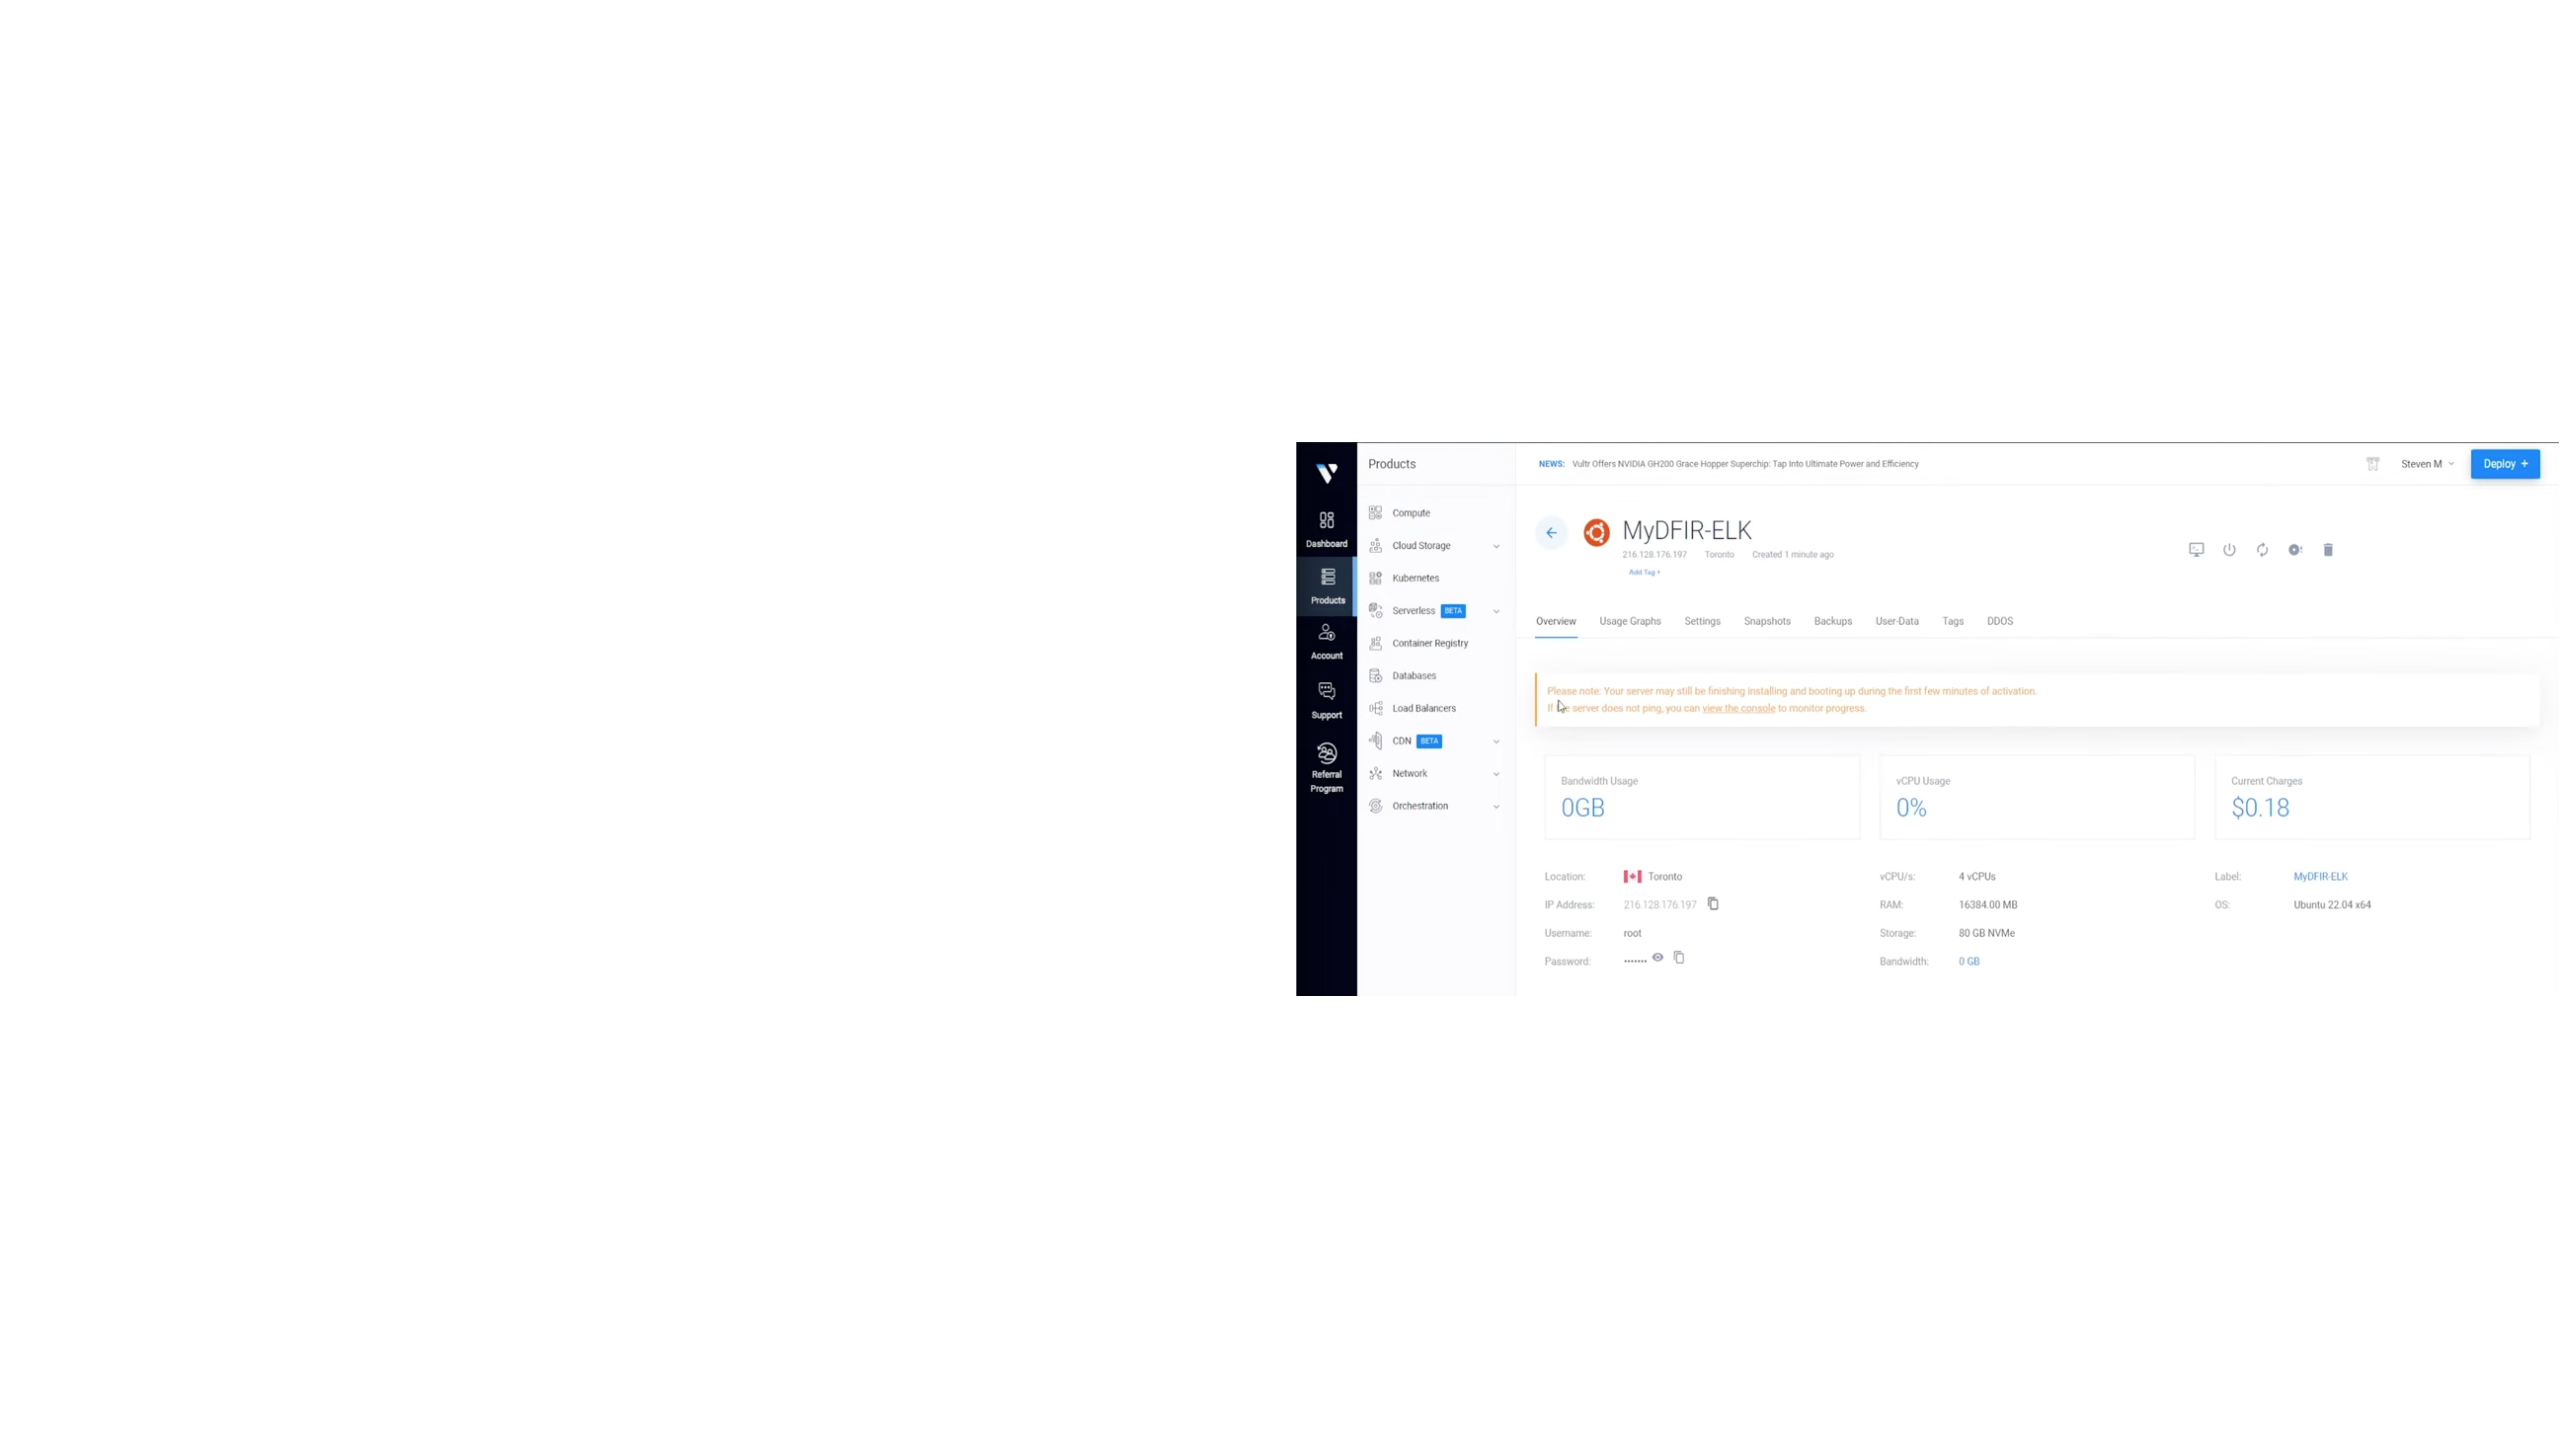 Products
NEWS: Vultr Offers NVIDIA GH200 Grace Hopper Superchip: Tap Into Ultimate Power and Efficiency
Steven M
Deploy +
Dashboard
Products
Account
Support
Referral
Program
Compute
Cloud Storage
Kubernetes
Serverless BETA
Container Registry
Databases
Load Balancers
CDN BETA
Network
Orchestration
MyDFIR-ELK
216.128.176.197 Toronto Created 1 minute ago
Add Tag +
Overview Usage Graphs Settings Snapshots Backups User-Data Tags DDOS
Please note: Your server may still be finishing installing and booting up during the first few minutes of activation.
If server does not ping, you can view the console to monitor progress.
Bandwidth Usage
0GB
vCPU Usage
0%
Current Charges
$0.18
Location: Toronto
IP Address: 216.128.176.197
Username: root
Password: .......
vCPU/s: 4 vCPUs
RAM: 16384.00 MB
Storage: 80 GB NVMe
Bandwidth: 0 GB
Label: MyDFIR-ELK
OS: Ubuntu 22.04 x64